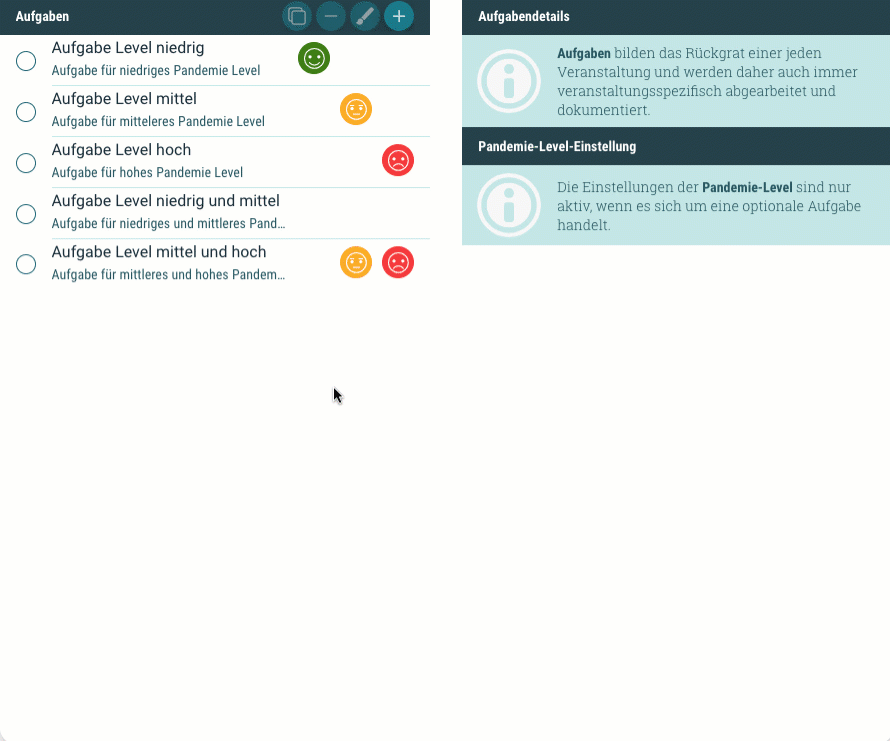 Aufgaben
Aufgabe Level niedrig
Aufgabe für niedriges Pandemie Level
Aufgabe Level mittel
Aufgabe für mitteleres Pandemie Level
Aufgabe Level hoch
Aufgabe für hohes Pandemie Level
Aufgabe Level niedrig und mittel
Aufgabe für niedriges und mittleres Pand...
Aufgabe Level mittel und hoch
Aufgabe für mittleres und hohes Pandem...
Aufgabendetails
Aufgaben bilden das Rückgrat einer jeden
Veranstaltung und werden daher auch immer
veranstaltungsspezifisch abgearbeitet und
dokumentiert.
Pandemie-Level-Einstellung
Die Einstellungen der Pandemie-Level sind nur
aktiv, wenn es sich um eine optionale Aufgabe
handelt.